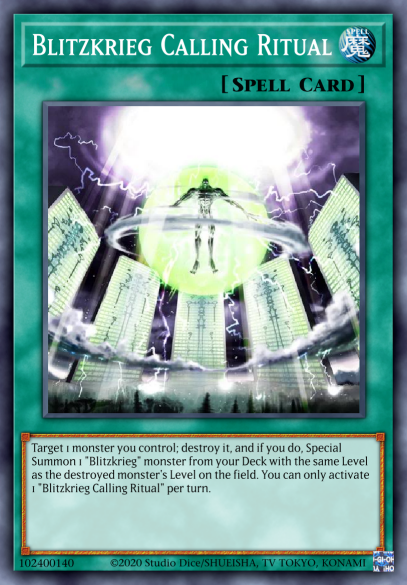 Blitzkrieg Calling Ritual
SPELL
魔
[Spell Card]
Target 1 monster you control; destroy it, and if you do, Special
Summon 1 "Blitzkrieg" monster from your Deck with the same Level
as the destroyed monster's Level on the field. You can only activate
1 "Blitzkrieg Calling Ritual" per turn.
102400140
©2020 Studio Dice/SHUEISHA, TV TOKYO, KONAMI